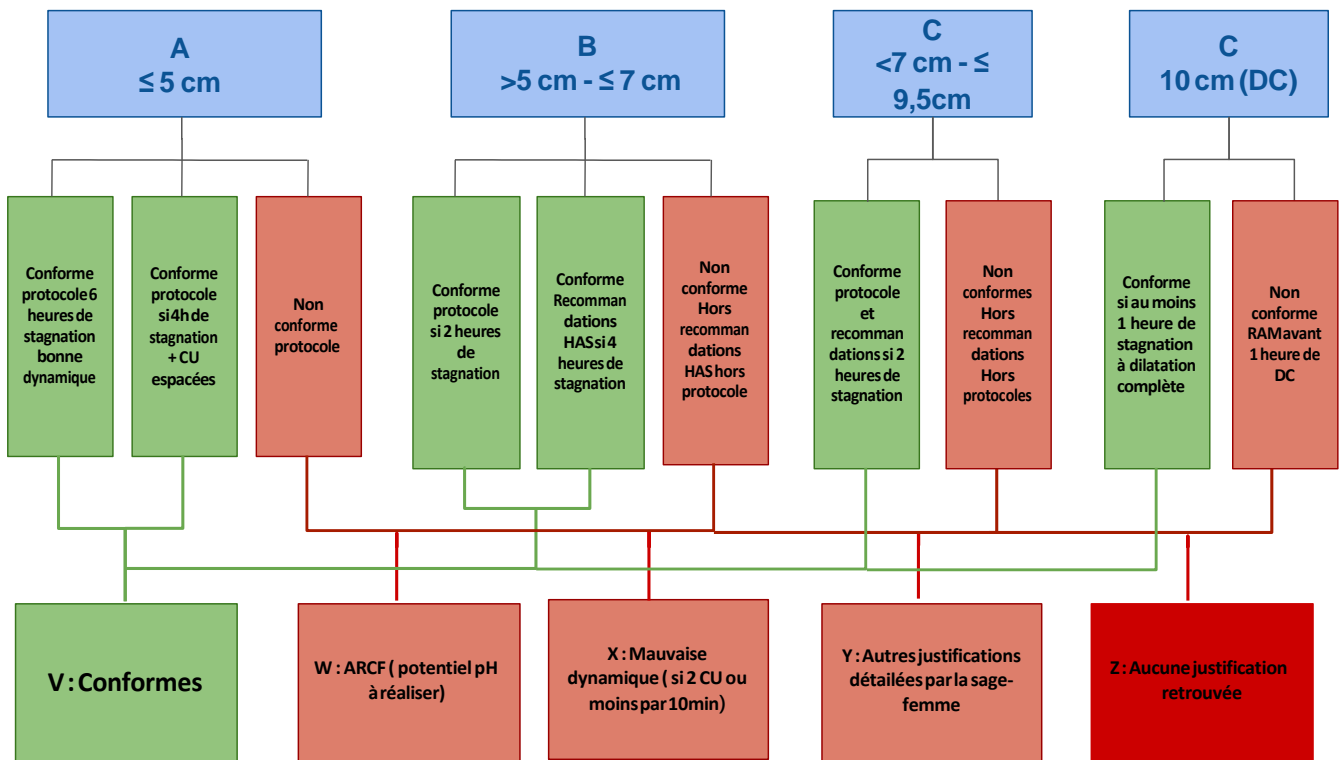 A
≤ 5 cm
B
>5 cm - ≤ 7 cm
C
<7 cm - ≤
9,5cm
C
10 cm (DC)
Conforme
protocole 6
heures de
stagnation
bonne
dynamique
Conforme
protocole
si 4h de
stagnation
+ CU
espacées
Non
conforme
protocole
Conforme
protocole
si 2 heures
de
stagnation
Conforme
Recomman
dations
HAS si 4
heures de
stagnation
Non
conforme
Hors
recomman
dations
HAS hors
protocole
Conforme
protocole
et
recomman
dations si 2
heures de
stagnation
Non
conformes
Hors
recomman
dations
Hors
protocoles
Conforme
si au moins
1 heure de
stagnation
à dilatation
complète
Non
conforme
RAM avant
1 heure de
DC
V : Conformes
W : ARCF ( potentiel pH
à réaliser)
X : Mauvaise
dynamique ( si 2 CU ou
moins par 10min)
Y : Autres justifications
détailées par la sage-
femme
Z : Aucune justification
retrouvée